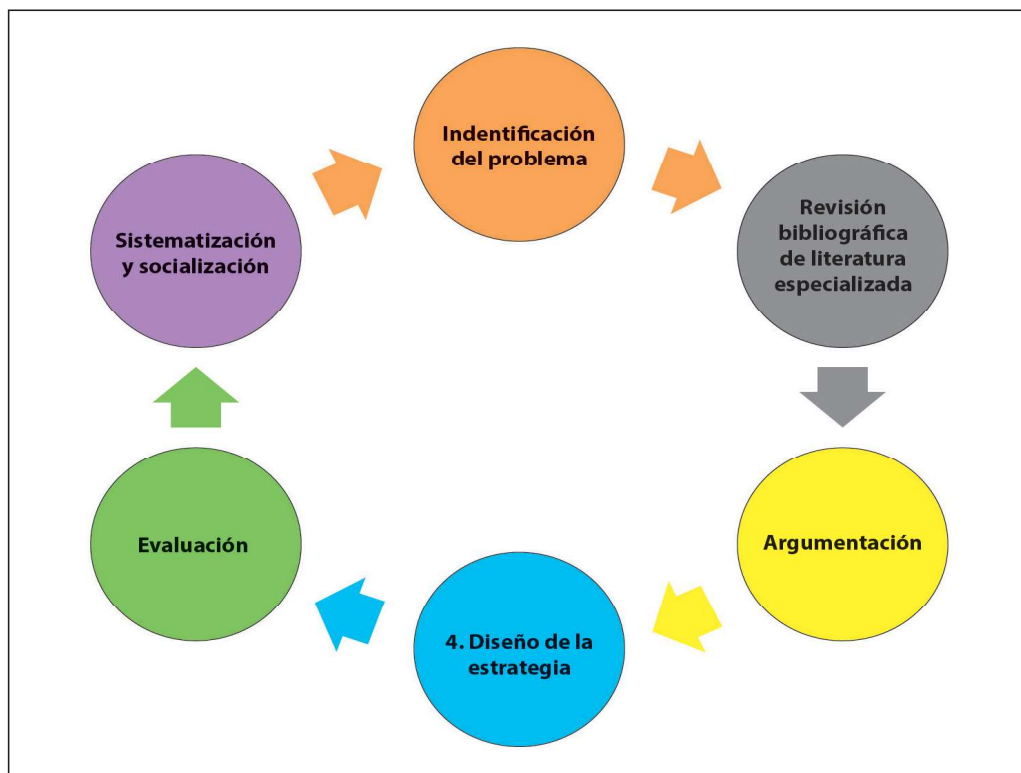 Indentificación
del problema
Revisión
bibliográfica
de literatura
especializada
Argumentación
4. Diseño de la
estrategia
Evaluación
Sistematización
y socialización